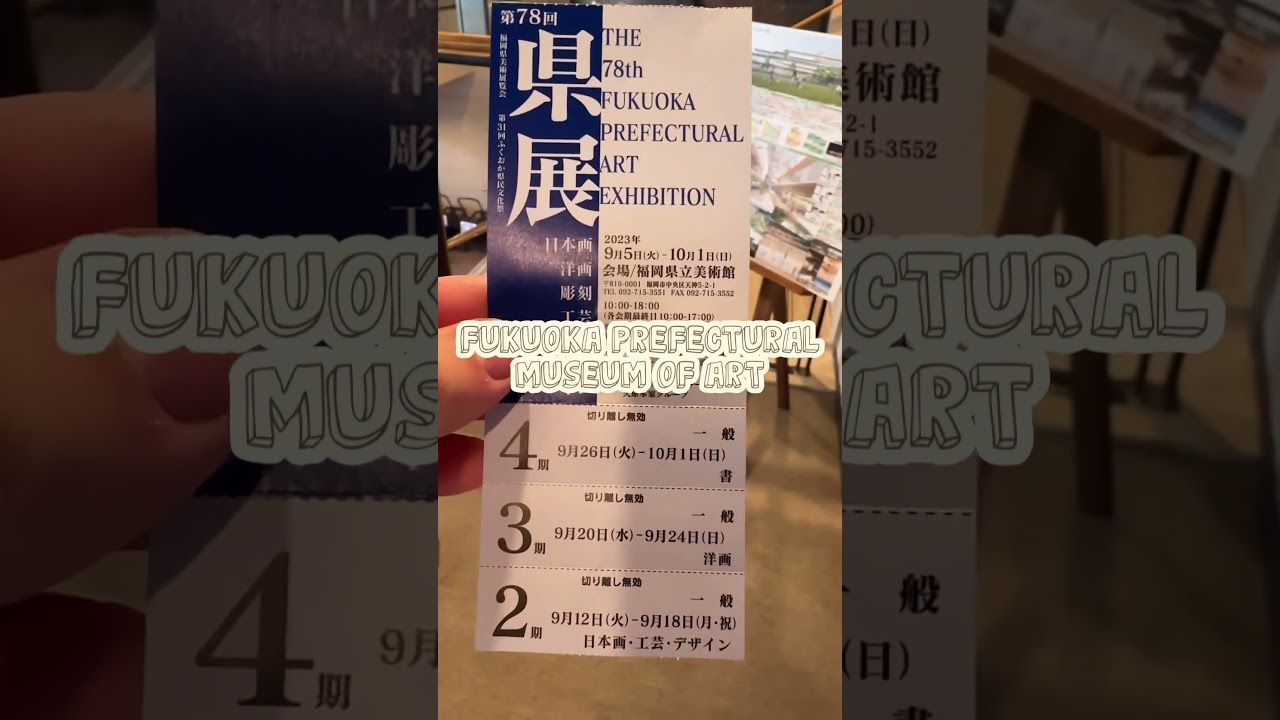 第78回
県展
福岡県美術展覧会 第31回ふくおか県民文化祭
日本画
洋画
彫刻
工芸
THE
78th
FUKUOKA
PREFECTURAL
ART
EXHIBITION
2023年
9月5日(火)-10月1日(日)
会場/福岡県立美術館
〒810-0001 福岡市中央区天神5-2-1
TEL 092-715-3551 FAX 092-715-3552
10:00-18:00
(各会期最終日10:00-17:00)
FUKUOKA PREFECTURAL
MUSEUM OF ART
切り離し無効
4期
一般
9月26日(火)-10月1日(日)
書
切り離し無効
3期
一般
9月20日(水)-9月24日(日)
洋画
切り離し無効
2期
一般
9月12日(火)-9月18日(月・祝)
日本画・工芸・デザイン